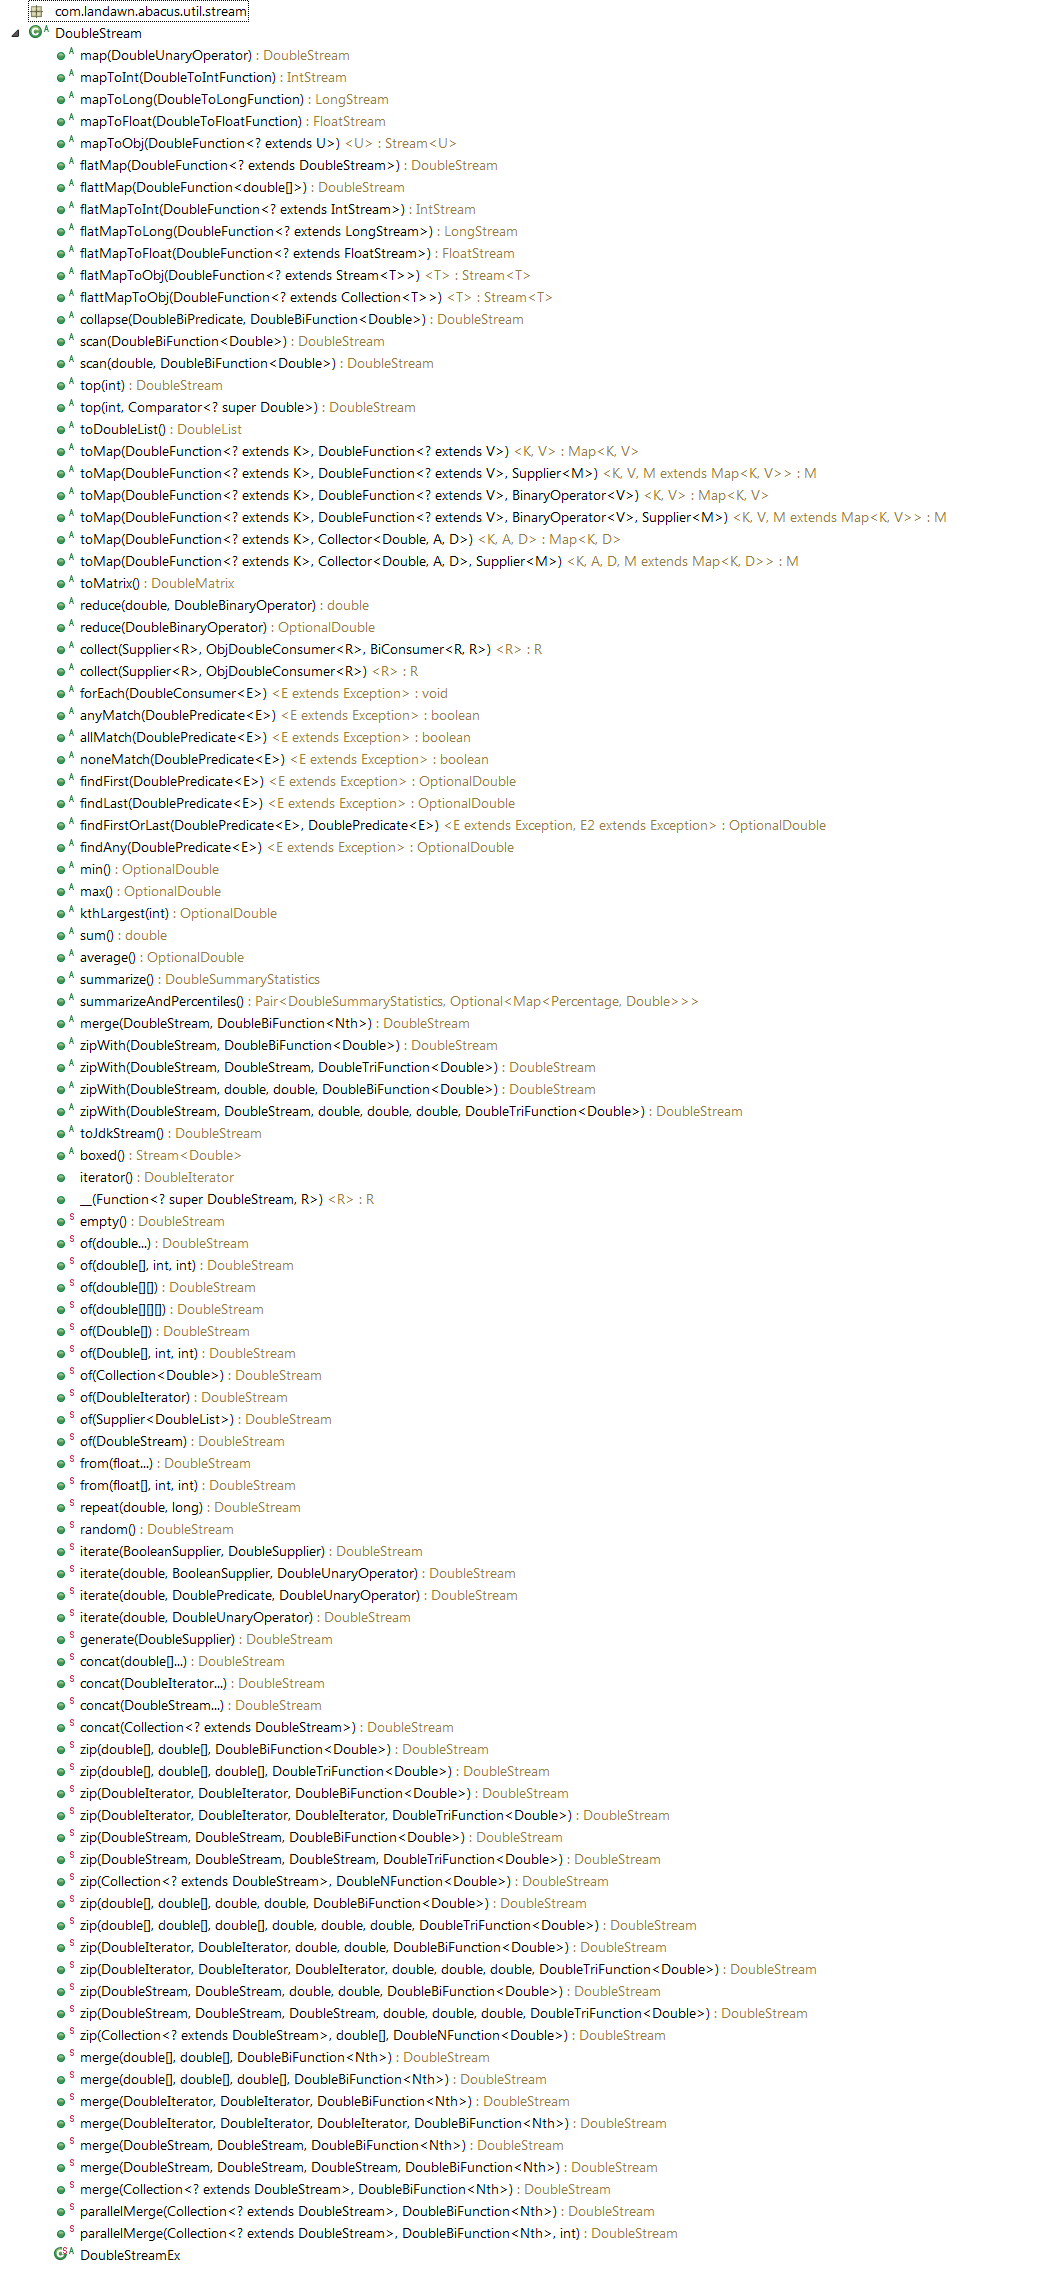 com.landawn.abacus.util.stream
DoubleStream
map(DoubleUnaryOperator) : DoubleStream
mapToInt(DoubleToIntFunction) : IntStream
mapToLong(DoubleToLongFunction) : LongStream
mapToFloat(DoubleToFloatFunction) : FloatStream
mapToObj(DoubleFunction<? extends U>) <U> : Stream<U>
flatMap(DoubleFunction<? extends DoubleStream>) : DoubleStream
flattMap(DoubleFunction<double[]>) : DoubleStream
flatMapToInt(DoubleFunction<? extends IntStream>) : IntStream
flatMapToLong(DoubleFunction<? extends LongStream>) : LongStream
flatMapToFloat(DoubleFunction<? extends FloatStream>) : FloatStream
flatMapToObj(DoubleFunction<? extends Stream<T>>) <T> : Stream<T>
flattMapToObj(DoubleFunction<? extends Collection<T>>) <T> : Stream<T>
collapse(DoubleBiPredicate, DoubleBiFunction<Double>) : DoubleStream
scan(DoubleBiFunction<Double>) : DoubleStream
scan(double, DoubleBiFunction<Double>) : DoubleStream
top(int) : DoubleStream
top(int, Comparator<? super Double>) : DoubleStream
toDoubleList() : DoubleList
toMap(DoubleFunction<? extends K>, DoubleFunction<? extends V>) <K, V> : Map<K, V>
toMap(DoubleFunction<? extends K>, DoubleFunction<? extends V>, Supplier<M>) <K, V, M extends Map<K, V>> : M
toMap(DoubleFunction<? extends K>, DoubleFunction<? extends V>, BinaryOperator<V>) <K, V> : Map<K, V>
toMap(DoubleFunction<? extends K>, DoubleFunction<? extends V>, BinaryOperator<V>, Supplier<M>) <K, V, M extends Map<K, V>> : M
toMap(DoubleFunction<? extends K>, Collector<Double, A, D>) <K, A, D> : Map<K, D>
toMap(DoubleFunction<? extends K>, Collector<Double, A, D>, Supplier<M>) <K, A, D, M extends Map<K, D>> : M
toMatrix() : DoubleMatrix
reduce(double, DoubleBinaryOperator) : double
reduce(DoubleBinaryOperator) : OptionalDouble
collect(Supplier<R>, ObjDoubleConsumer<R>, BiConsumer<R, R>) <R> : R
collect(Supplier<R>, ObjDoubleConsumer<R>) <R> : R
forEach(DoubleConsumer<E>) <E extends Exception> : void
anyMatch(DoublePredicate<E>) <E extends Exception> : boolean
allMatch(DoublePredicate<E>) <E extends Exception> : boolean
noneMatch(DoublePredicate<E>) <E extends Exception> : boolean
findFirst(DoublePredicate<E>) <E extends Exception> : OptionalDouble
findLast(DoublePredicate<E>) <E extends Exception> : OptionalDouble
findFirstOrLast(DoublePredicate<E>, DoublePredicate<E>) <E extends Exception, E2 extends Exception> : OptionalDouble
findAny(DoublePredicate<E>) <E extends Exception> : OptionalDouble
min() : OptionalDouble
max() : OptionalDouble
kthLargest(int) : OptionalDouble
sum() : double
average() : OptionalDouble
summarize() : DoubleSummaryStatistics
summarizeAndPercentiles() : Pair<DoubleSummaryStatistics, Optional<Map<Percentage, Double>>>
merge(DoubleStream, DoubleBiFunction<Nth>) : DoubleStream
zipWith(DoubleStream, DoubleBiFunction<Double>) : DoubleStream
zipWith(DoubleStream, DoubleStream, DoubleTriFunction<Double>) : DoubleStream
zipWith(DoubleStream, double, double, DoubleBiFunction<Double>) : DoubleStream
zipWith(DoubleStream, DoubleStream, double, double, double, DoubleTriFunction<Double>) : DoubleStream
toJdkStream() : DoubleStream
boxed() : Stream<Double>
iterator() : DoubleIterator
__(Function<? super DoubleStream, R>) <R> : R
empty() : DoubleStream
of(double...) : DoubleStream
of(double[], int, int) : DoubleStream
of(double[][]) : DoubleStream
of(double[][][]) : DoubleStream
of(Double[]) : DoubleStream
of(Double[], int, int) : DoubleStream
of(Collection<Double>) : DoubleStream
of(DoubleIterator) : DoubleStream
of(Supplier<DoubleList>) : DoubleStream
of(DoubleStream) : DoubleStream
from(float...) : DoubleStream
from(float[], int, int) : DoubleStream
repeat(double, long) : DoubleStream
random() : DoubleStream
iterate(BooleanSupplier, DoubleSupplier) : DoubleStream
iterate(double, BooleanSupplier, DoubleUnaryOperator) : DoubleStream
iterate(double, DoublePredicate, DoubleUnaryOperator) : DoubleStream
iterate(double, DoubleUnaryOperator) : DoubleStream
generate(DoubleSupplier) : DoubleStream
concat(double[]...) : DoubleStream
concat(DoubleIterator...) : DoubleStream
concat(DoubleStream...) : DoubleStream
concat(Collection<? extends DoubleStream>) : DoubleStream
zip(double[], double[], DoubleBiFunction<Double>) : DoubleStream
zip(double[], double[], double[], DoubleTriFunction<Double>) : DoubleStream
zip(DoubleIterator, DoubleIterator, DoubleBiFunction<Double>) : DoubleStream
zip(DoubleIterator, DoubleIterator, DoubleIterator, DoubleTriFunction<Double>) : DoubleStream
zip(DoubleStream, DoubleStream, DoubleBiFunction<Double>) : DoubleStream
zip(DoubleStream, DoubleStream, DoubleStream, DoubleTriFunction<Double>) : DoubleStream
zip(Collection<? extends DoubleStream>, DoubleNFunction<Double>) : DoubleStream
zip(double[], double[], double, double, DoubleBiFunction<Double>) : DoubleStream
zip(double[], double[], double[], double, double, double, DoubleTriFunction<Double>) : DoubleStream
zip(DoubleIterator, DoubleIterator, double, double, DoubleBiFunction<Double>) : DoubleStream
zip(DoubleIterator, DoubleIterator, DoubleIterator, double, double, double, DoubleTriFunction<Double>) : DoubleStream
zip(DoubleStream, DoubleStream, double, double, DoubleBiFunction<Double>) : DoubleStream
zip(DoubleStream, DoubleStream, DoubleStream, double, double, double, DoubleTriFunction<Double>) : DoubleStream
zip(Collection<? extends DoubleStream>, double[], DoubleNFunction<Double>) : DoubleStream
merge(double[], double[], DoubleBiFunction<Nth>) : DoubleStream
merge(double[], double[], double[], DoubleBiFunction<Nth>) : DoubleStream
merge(DoubleIterator, DoubleIterator, DoubleBiFunction<Nth>) : DoubleStream
merge(DoubleIterator, DoubleIterator, DoubleIterator, DoubleBiFunction<Nth>) : DoubleStream
merge(DoubleStream, DoubleStream, DoubleBiFunction<Nth>) : DoubleStream
merge(DoubleStream, DoubleStream, DoubleStream, DoubleBiFunction<Nth>) : DoubleStream
merge(Collection<? extends DoubleStream>, DoubleBiFunction<Nth>) : DoubleStream
parallelMerge(Collection<? extends DoubleStream>, DoubleBiFunction<Nth>) : DoubleStream
parallelMerge(Collection<? extends DoubleStream>, DoubleBiFunction<Nth>, int) : DoubleStream
DoubleStreamEx